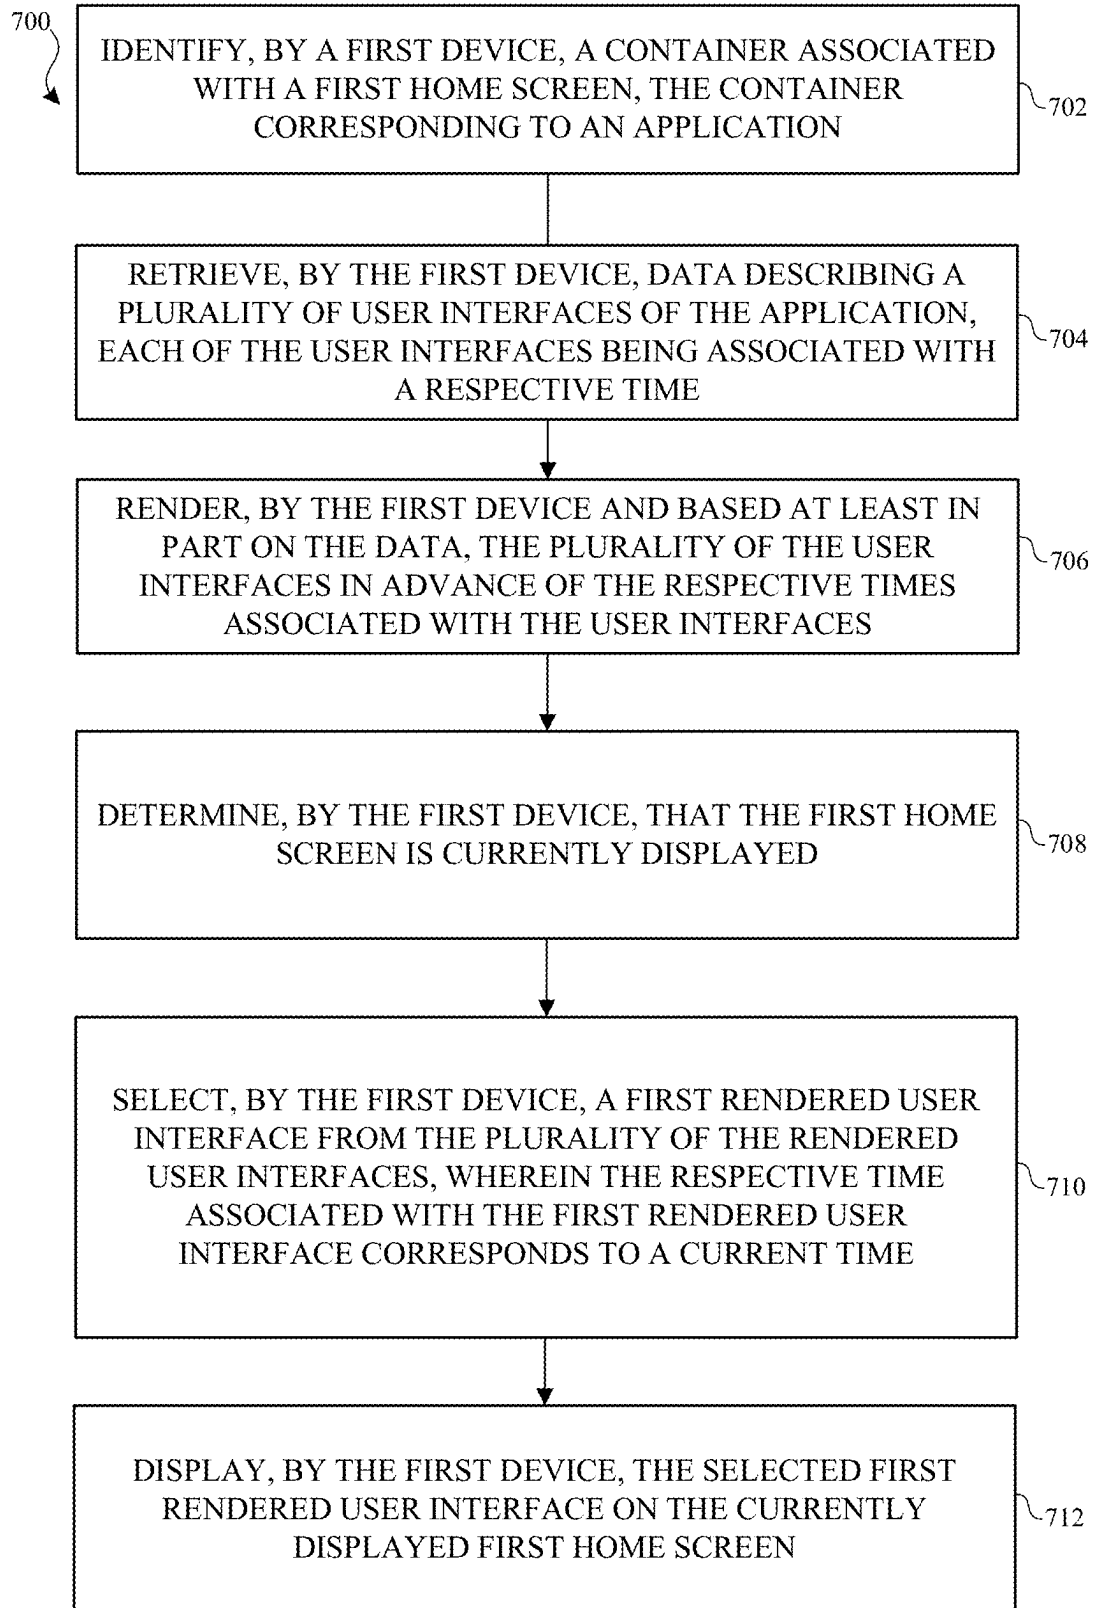 700
IDENTIFY, BY A FIRST DEVICE, A CONTAINER ASSOCIATED
WITH A FIRST HOME SCREEN, THE CONTAINER
CORRESPONDING TO AN APPLICATION
702
RETRIEVE, BY THE FIRST DEVICE, DATA DESCRIBING A
PLURALITY OF USER INTERFACES OF THE APPLICATION,
EACH OF THE USER INTERFACES BEING ASSOCIATED WITH
A RESPECTIVE TIME
704
RENDER, BY THE FIRST DEVICE AND BASED AT LEAST IN
PART ON THE DATA, THE PLURALITY OF THE USER
INTERFACES IN ADVANCE OF THE RESPECTIVE TIMES
ASSOCIATED WITH THE USER INTERFACES
706
DETERMINE, BY THE FIRST DEVICE, THAT THE FIRST HOME
SCREEN IS CURRENTLY DISPLAYED
708
SELECT, BY THE FIRST DEVICE, A FIRST RENDERED USER
INTERFACE FROM THE PLURALITY OF THE RENDERED
USER INTERFACES, WHEREIN THE RESPECTIVE TIME
ASSOCIATED WITH THE FIRST RENDERED USER
INTERFACE CORRESPONDS TO A CURRENT TIME
710
DISPLAY, BY THE FIRST DEVICE, THE SELECTED FIRST
RENDERED USER INTERFACE ON THE CURRENTLY
DISPLAYED FIRST HOME SCREEN
712